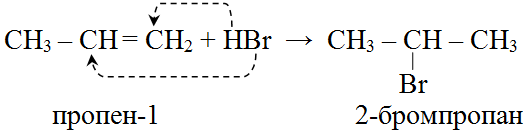 CH₃ – CH = CH₂ + HBr → CH₃ – CH – CH₃
Br
пропен-1 2-бромпропан